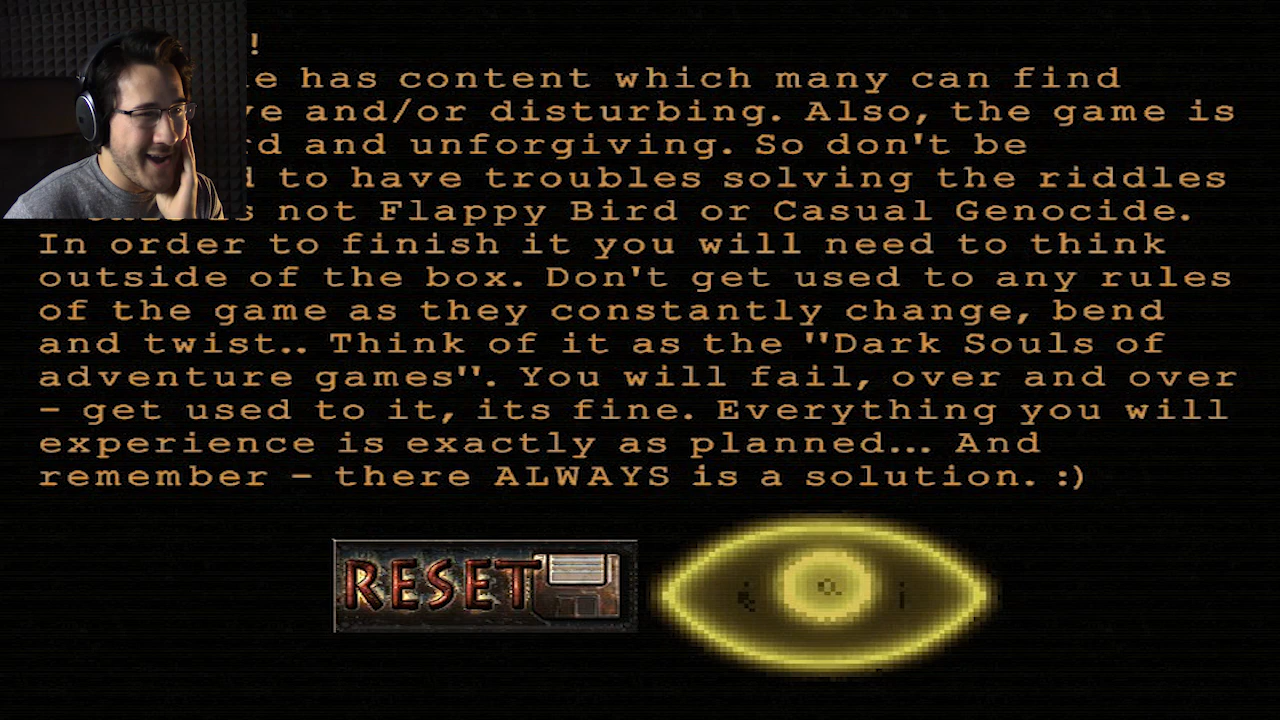 !
has content which many can find
and/or disturbing. Also, the game is
and unforgiving. So don't be
to have troubles solving the riddles
not Flappy Bird or Casual Genocide.
In order to finish it you will need to think
outside of the box. Don't get used to any rules
of the game as they constantly change, bend
and twist.. Think of it as the "Dark Souls of
adventure games". You will fail, over and over
- get used to it, its fine. Everything you will
experience is exactly as planned... And
remember - there ALWAYS is a solution. :)
RESET